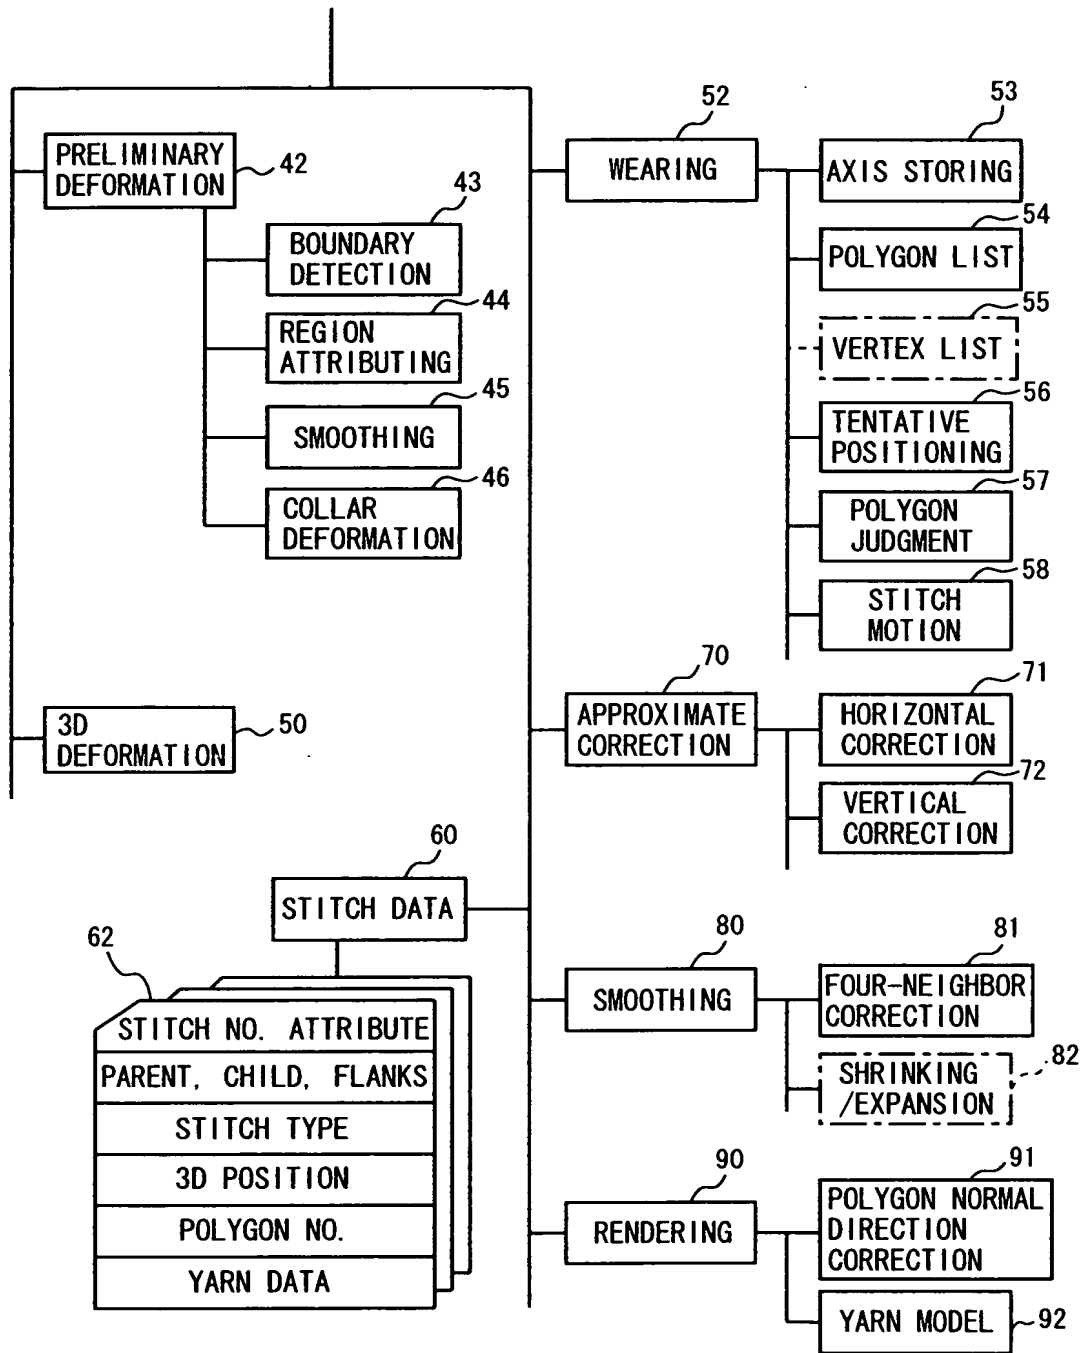 PRELIMINARY
DEFORMATION
42
43
BOUNDARY
DETECTION
44
REGION
ATTRIBUTING
45
SMOOTHING
46
COLLAR
DEFORMATION
3D
DEFORMATION
50
52
WEARING
53
AXIS STORING
54
POLYGON LIST
55
VERTEX LIST
56
TENTATIVE
POSITIONING
57
POLYGON
JUDGMENT
58
STITCH
MOTION
70
APPROXIMATE
CORRECTION
71
HORIZONTAL
CORRECTION
72
VERTICAL
CORRECTION
60
STITCH DATA
62
STITCH NO. ATTRIBUTE
PARENT, CHILD, FLANKS
STITCH TYPE
3D POSITION
POLYGON NO.
YARN DATA
80
SMOOTHING
81
FOUR-NEIGHBOR
CORRECTION
82
SHRINKING
/EXPANSION
90
RENDERING
91
POLYGON NORMAL
DIRECTION
CORRECTION
YARN MODEL
92